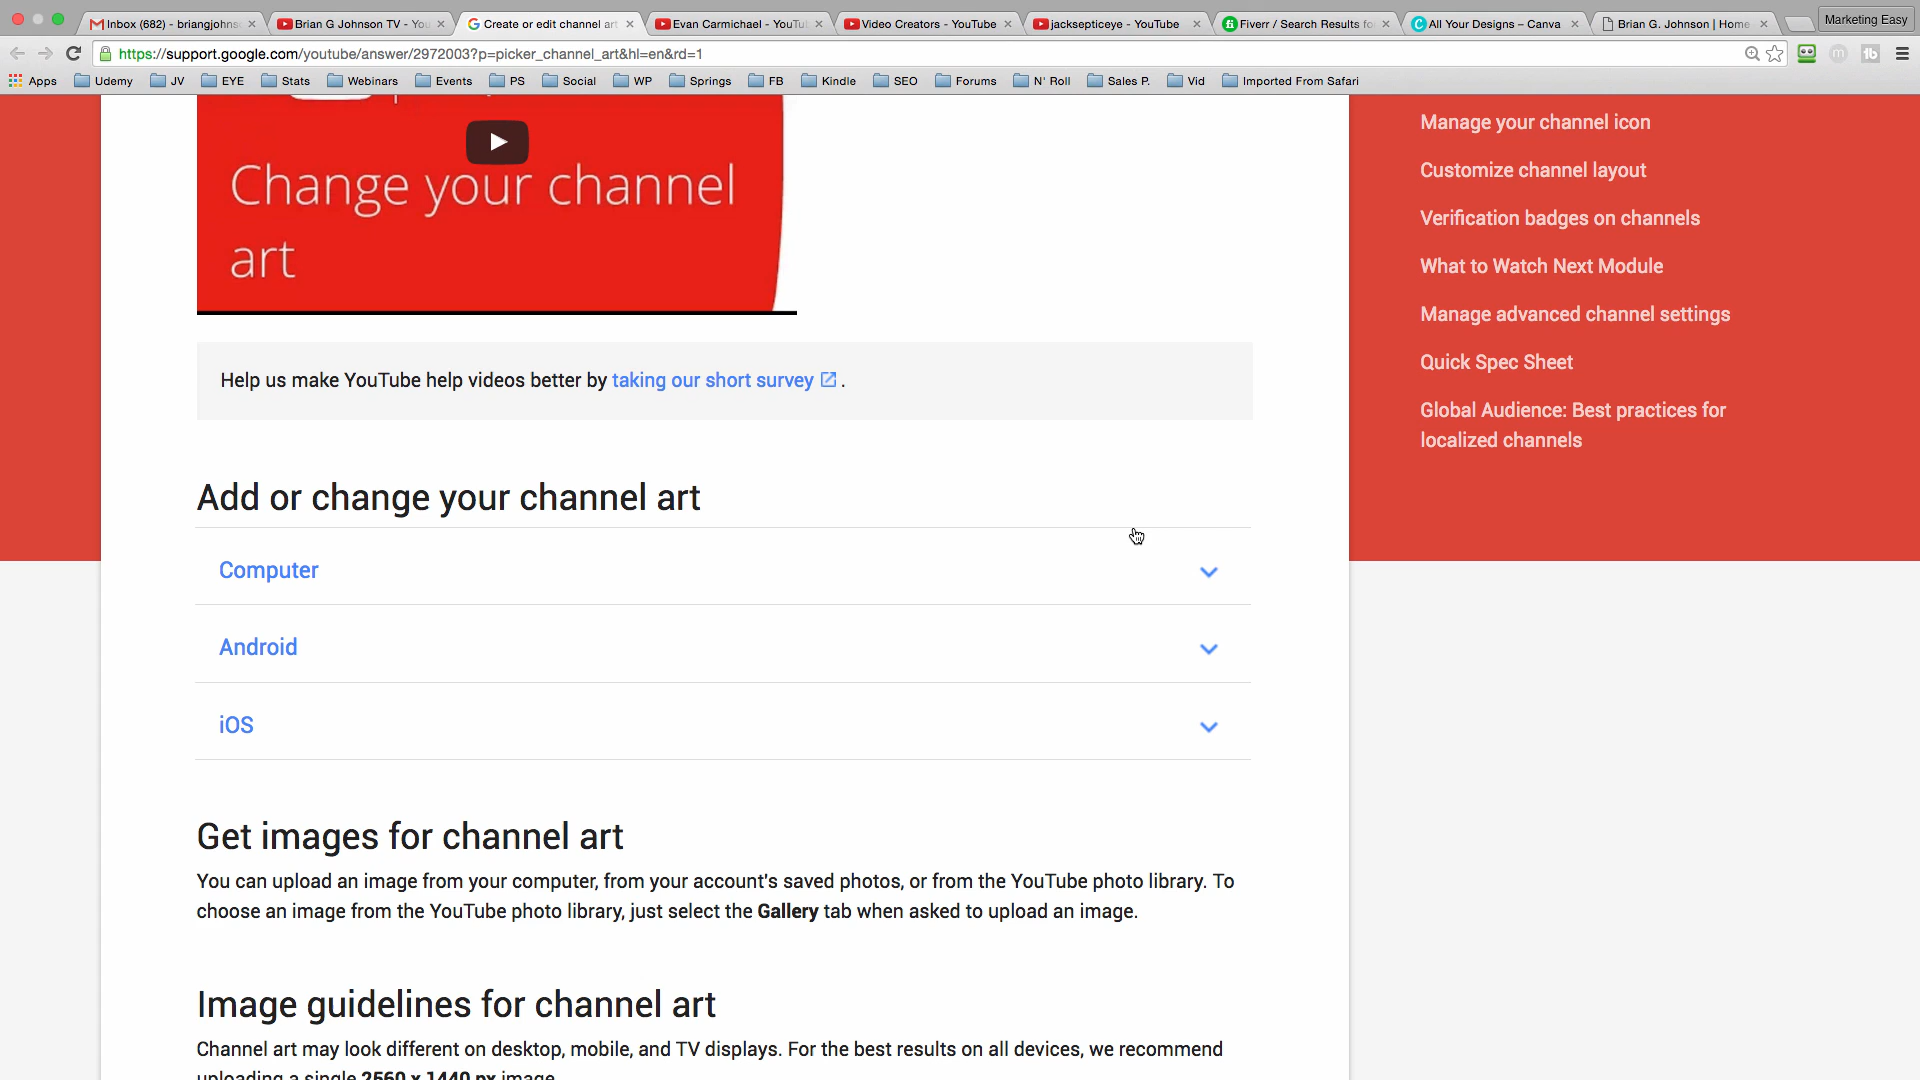 Inbox (682) - briangjohns
Brian G Johnson TV - You
Create or edit channel art
Evan Carmichael - YouTu
Video Creators - YouTube
jacksepticeye - YouTube
Fiverr / Search Results fo
All Your Designs – Canva
Brian G. Johnson | Home
Marketing Easy
https://support.google.com/youtube/answer/2972003?p=picker_channel_art&hl=en&rd=1
Apps Udemy JV EYE Stats Webinars Events PS Social WP Springs FB Kindle SEO Forums N' Roll Sales P. Vid Imported From Safari
Change your channel
art
Help us make YouTube help videos better by taking our short survey .
Add or change your channel art
Computer
Android
iOS
Get images for channel art
You can upload an image from your computer, from your account's saved photos, or from the YouTube photo library. To
choose an image from the YouTube photo library, just select the Gallery tab when asked to upload an image.
Image guidelines for channel art
Channel art may look different on desktop, mobile, and TV displays. For the best results on all devices, we recommend
uploading a single 2560 x 1440 px image.
Manage your channel icon
Customize channel layout
Verification badges on channels
What to Watch Next Module
Manage advanced channel settings
Quick Spec Sheet
Global Audience: Best practices for
localized channels